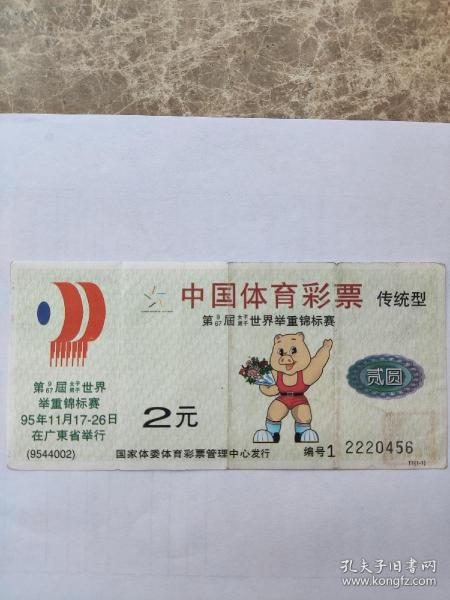 中国体育彩票 传统型
第9/67届女子/男子世界举重锦标赛
第9/67届女子/男子世界
举重锦标赛
95年11月17-26日
在广東省举行
(9544002)
2元
贰圆
国家体委体育彩票管理中心发行
编号1 2220456
T1(1-1)
孔夫子旧书网
www.kongfz.com